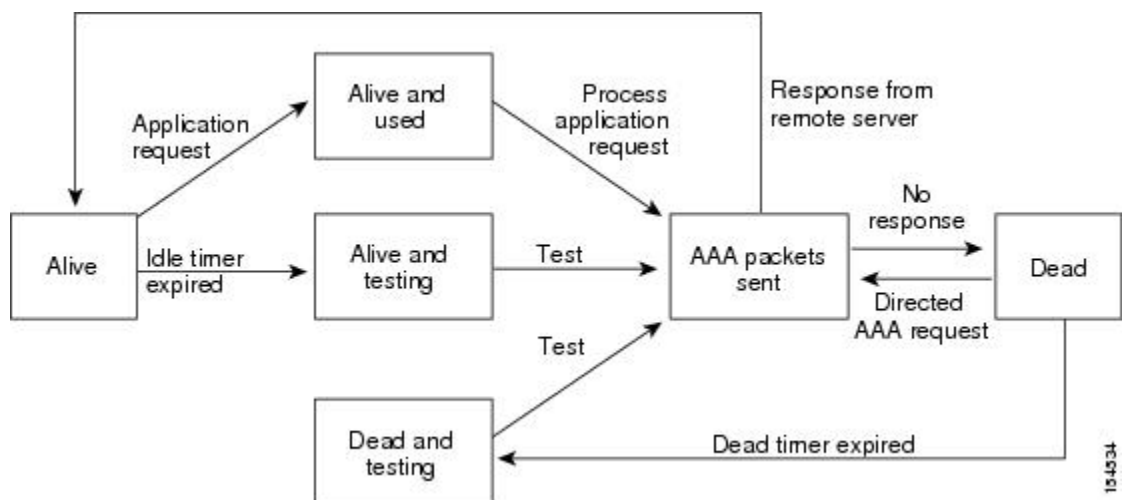 Alive and
used
Process
application
request
Response from
remote server
Application
request
No
response
Alive
Idle timer
expired
Alive and
testing
Test
AAA packets
sent
Dead
Directed
AAA request
Test
Dead and
testing
Dead timer expired
154534